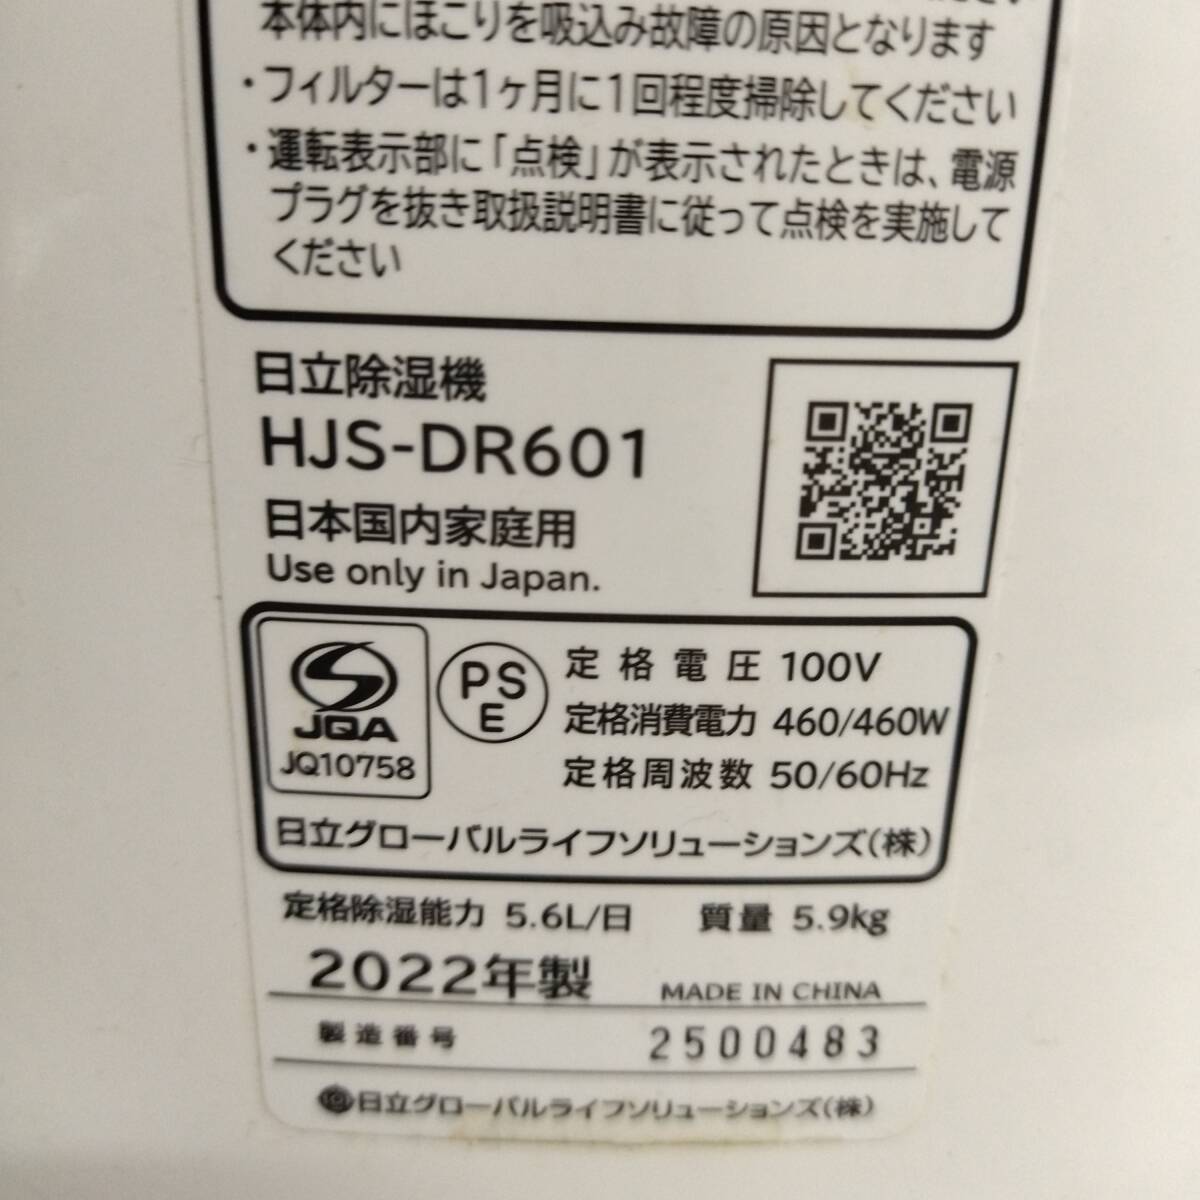 本体内にほこりを吸込み故障の原因となります
・フィルターは1ヶ月に1回程度掃除してください
・運転表示部に「点検」が表示されたときは、電源
プラグを抜き取扱説明書に従って点検を実施して
ください
日立除湿機
HJS-DR601
日本国内家庭用
Use only in Japan.
JQA
JQ10758
PS
E
定格電圧 100V
定格消費電力 460/460W
定格周波数 50/60Hz
日立グローバルライフソリューションズ(株)
定格除湿能力 5.6L/日 質量 5.9kg
2022年製 MADE IN CHINA
製造番号 2500483
日立グローバルライフソリューションズ(株)